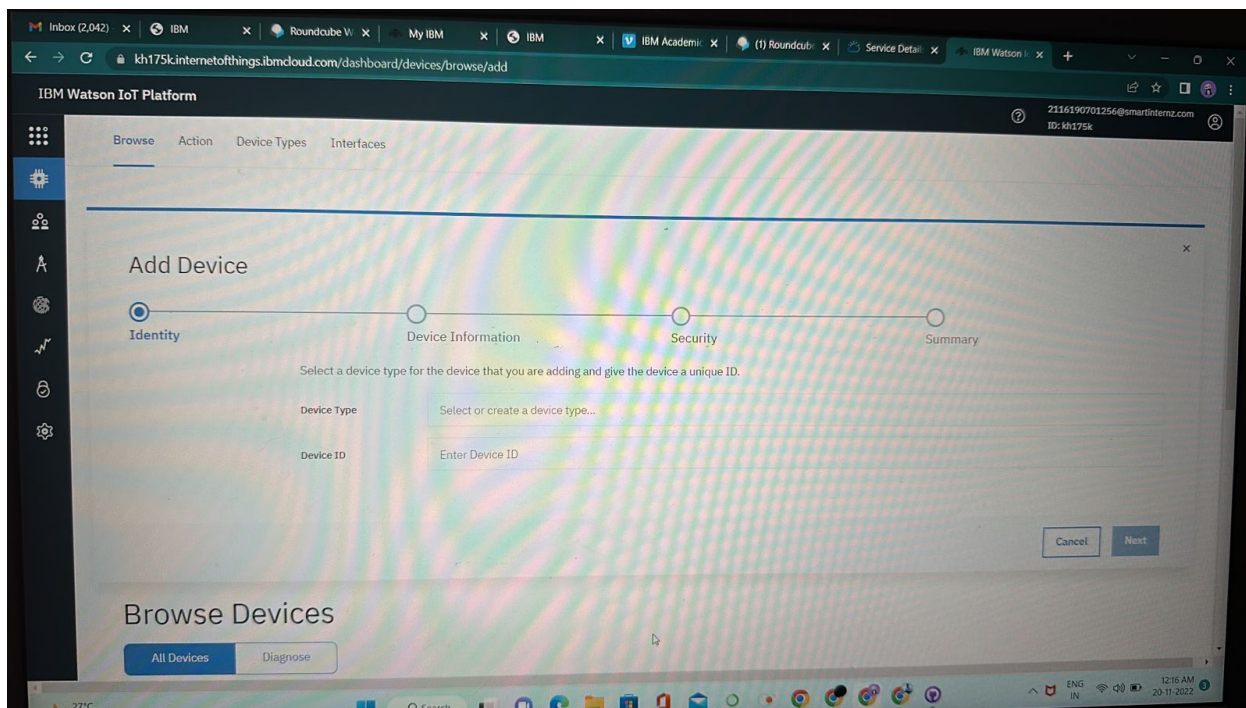 Inbox (2,042)
IBM
Roundcube W
My IBM
IBM
IBM Academic
(1) Roundcub
Service Detail
IBM Watson I
kh175k.internetofthings.ibmcloud.com/dashboard/devices/browse/add
IBM Watson IoT Platform
2116190701256@smartinternz.com
ID: kh175k
Browse Action Device Types Interfaces
Add Device
Identity Device Information Security Summary
Select a device type for the device that you are adding and give the device a unique ID.
Device Type Select or create a device type...
Device ID Enter Device ID
Cancel Next
Browse Devices
All Devices Diagnose
27°C
Search
ENG
IN
12:16 AM
20-11-2022
3